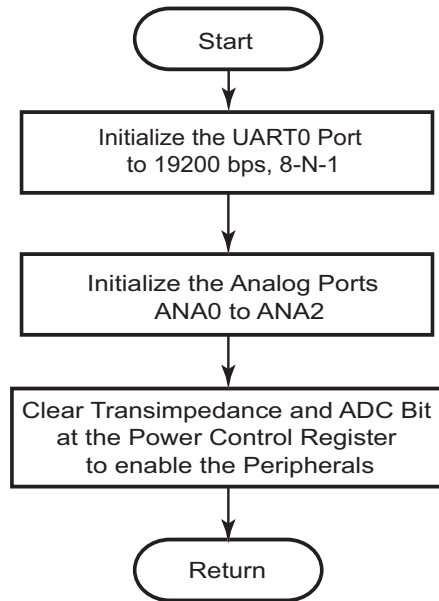 Start
Initialize the UART0 Port
to 19200 bps, 8-N-1
Initialize the Analog Ports
ANA0 to ANA2
Clear Transimpedance and ADC Bit
at the Power Control Register
to enable the Peripherals
Return